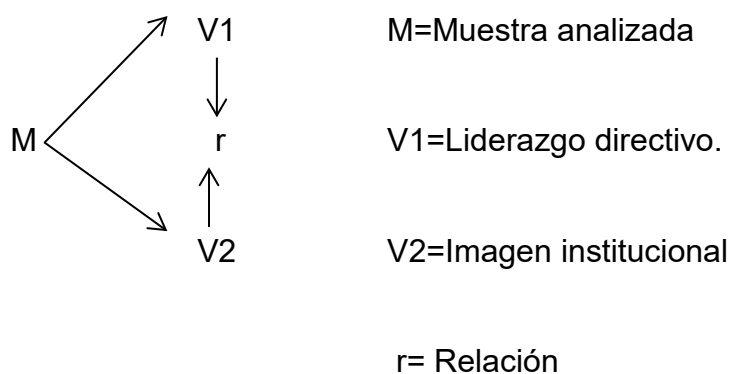 V1 M=Muestra analizada
M r V1=Liderazgo directivo.
V2 V2=Imagen institucional
r= Relación